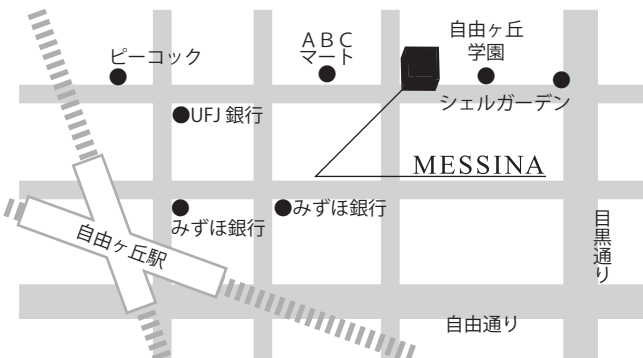 ピーコック
ＡＢＣ
マート
自由ヶ丘
学園
シェルガーデン
UFJ 銀行
MESSINA
みずほ銀行
みずほ銀行
自由ヶ丘駅
目黒通り
自由通り